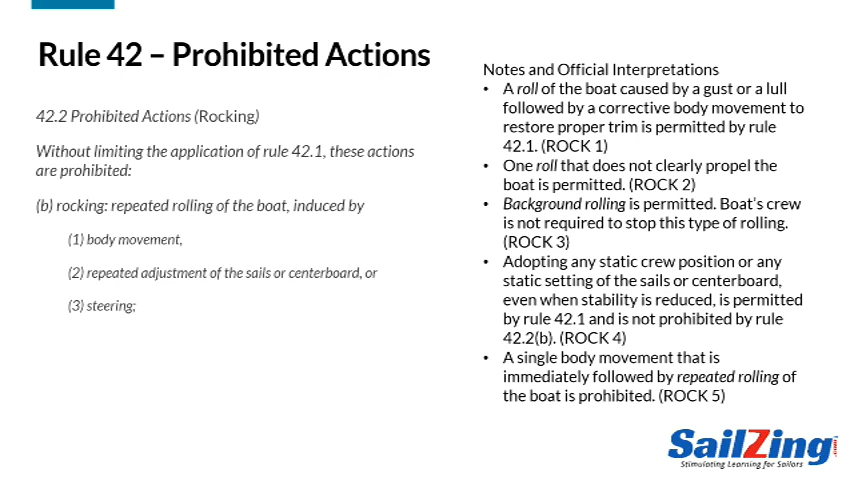 Rule 42 – Prohibited Actions
42.2 Prohibited Actions (Rocking)
Without limiting the application of rule 42.1, these actions
are prohibited:
(b) rocking: repeated rolling of the boat, induced by
(1) body movement,
(2) repeated adjustment of the sails or centerboard, or
(3) steering;
Notes and Official Interpretations
• A roll of the boat caused by a gust or a lull
followed by a corrective body movement to
restore proper trim is permitted by rule
42.1. (ROCK 1)
• One roll that does not clearly propel the
boat is permitted. (ROCK 2)
• Background rolling is permitted. Boat's crew
is not required to stop this type of rolling.
(ROCK 3)
• Adopting any static crew position or any
static setting of the sails or centerboard,
even when stability is reduced, is permitted
by rule 42.1 and is not prohibited by rule
42.2(b). (ROCK 4)
• A single body movement that is
immediately followed by repeated rolling of
the boat is prohibited. (ROCK 5)
SailZing
Stimulating Learning for Sailors